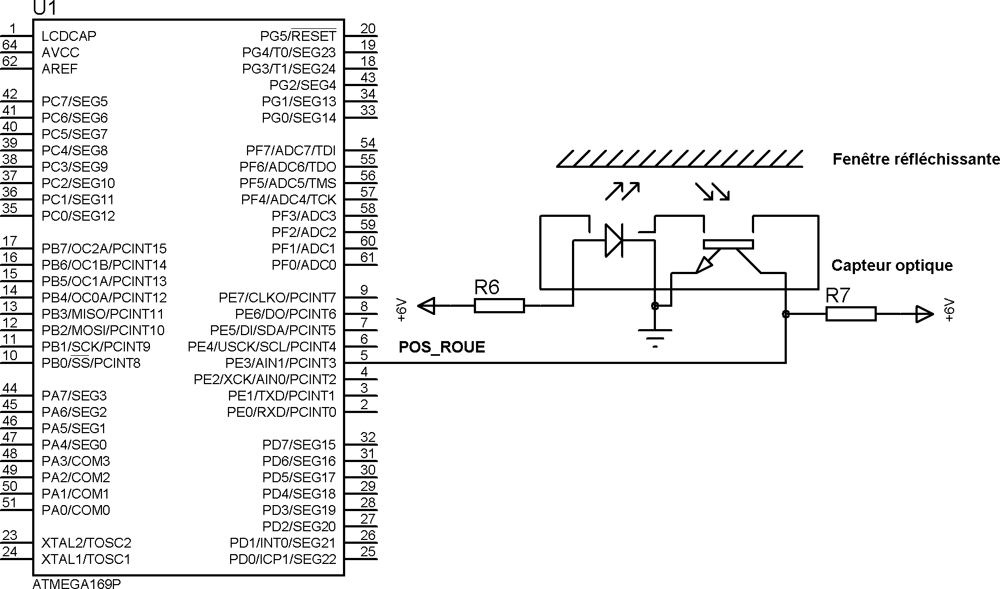 U1
1 LCDCAP
64 AVCC
62 AREF
42 PC7/SEG5
41 PC6/SEG6
40 PC5/SEG7
39 PC4/SEG8
38 PC3/SEG9
37 PC2/SEG10
36 PC1/SEG11
35 PC0/SEG12
17 PB7/OC2A/PCINT15
16 PB6/OC1B/PCINT14
15 PB5/OC1A/PCINT13
14 PB4/OC0A/PCINT12
13 PB3/MISO/PCINT11
12 PB2/MOSI/PCINT10
11 PB1/SCK/PCINT9
10 PB0/SS/PCINT8
44 PA7/SEG3
45 PA6/SEG2
46 PA5/SEG1
47 PA4/SEG0
48 PA3/COM3
49 PA2/COM2
50 PA1/COM1
51 PA0/COM0
23 XTAL2/TOSC2
24 XTAL1/TOSC1
PG5/RESET 20
PG4/T0/SEG23 19
PG3/T1/SEG24 18
PG2/SEG4 43
PG1/SEG13 34
PG0/SEG14 33
PF7/ADC7/TDI 54
PF6/ADC6/TDO 55
PF5/ADC5/TMS 56
PF4/ADC4/TCK 57
PF3/ADC3 58
PF2/ADC2 59
PF1/ADC1 60
PF0/ADC0 61
PE7/CLKO/PCINT7 9
PE6/DO/PCINT6 8
PE5/DI/SDA/PCINT5 7
PE4/USCK/SCL/PCINT4 6
PE3/AIN1/PCINT3 5
PE2/XCK/AIN0/PCINT2 4
PE1/TXD/PCINT1 3
PE0/RXD/PCINT0 2
PD7/SEG15 32
PD6/SEG16 31
PD5/SEG17 30
PD4/SEG18 29
PD3/SEG19 28
PD2/SEG20 27
PD1/INT0/SEG21 26
PD0/ICP1/SEG22 25
ATMEGA169P
Fenêtre réfléchissante
Capteur optique
R6
R7
+6V
+6V
POS_ROUE